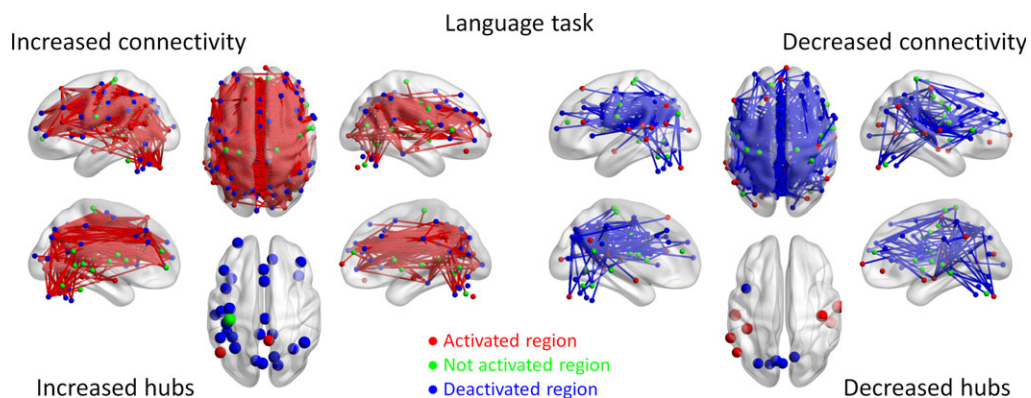 Language task
Increased connectivity
Decreased connectivity
Activated region
Not activated region
Deactivated region
Increased hubs
Decreased hubs